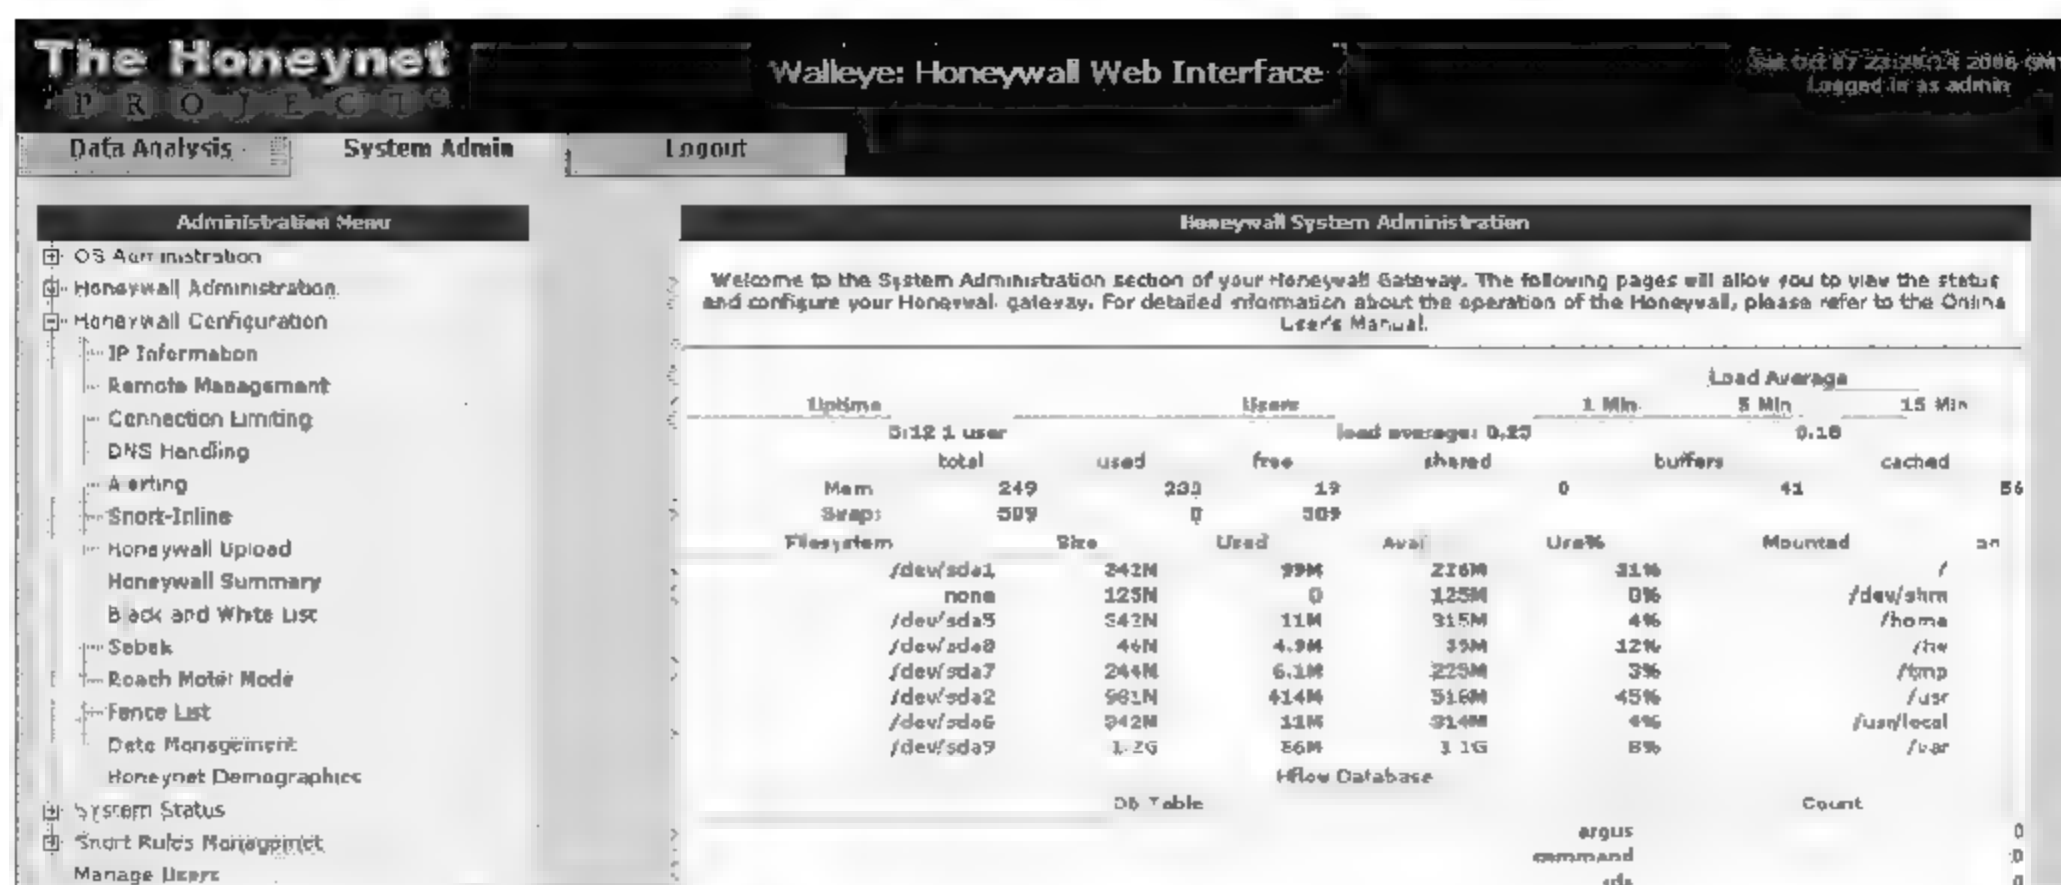 The Honeynet
PROJECT
Walleye: Honeywall Web Interface
2006 GMT
Logged in as admin
Data Analysis
System Admin
Logout
Administration Menu
OS Administration
Honeywall Administration
Honeywall Configuration
IP Information
Remote Management
Connection Limiting
DNS Handling
Alerting
Snort-Inline
Honeywall Upload
Honeywall Summary
Black and White List
Sebek
Roach Motel Mode
Fence List
Data Management
Honeynet Demographics
System Status
Snort Rules
Manage Users
Honeywall System Administration
Welcome to the System Administration section of your Honeywall Gateway. The following pages will allow you to view the status
and configure your Honeywall gateway. For detailed information about the operation of the Honeywall, please refer to the Online
User's Manual.
Load Average
Uptime Users 1 Min 5 Min 15 Min
5:12 1 user load average: 0.18
total used free shared buffers cached
Mem 249 19 0 41 56
Swap: 509 0 509
Filesystem Size Used Avail Use% Mounted on
/dev/sda1 342M 99M 226M 31% /
none 125M 0 125M 0% /dev/shm
/dev/sda5 342M 11M 315M 4% /home
/dev/sda8 46M 4.9M 39M 12% /hw
/dev/sda7 244M 6.1M 225M 3% /tmp
/dev/sda2 981M 414M 518M 45% /usr
/dev/sda6 342M 11M 314M 4% /usr/local
/dev/sda9 1.2G 86M 1.1G 8% /var
Hflow Database
Db Table Count
argus 0
command 0
ids 0